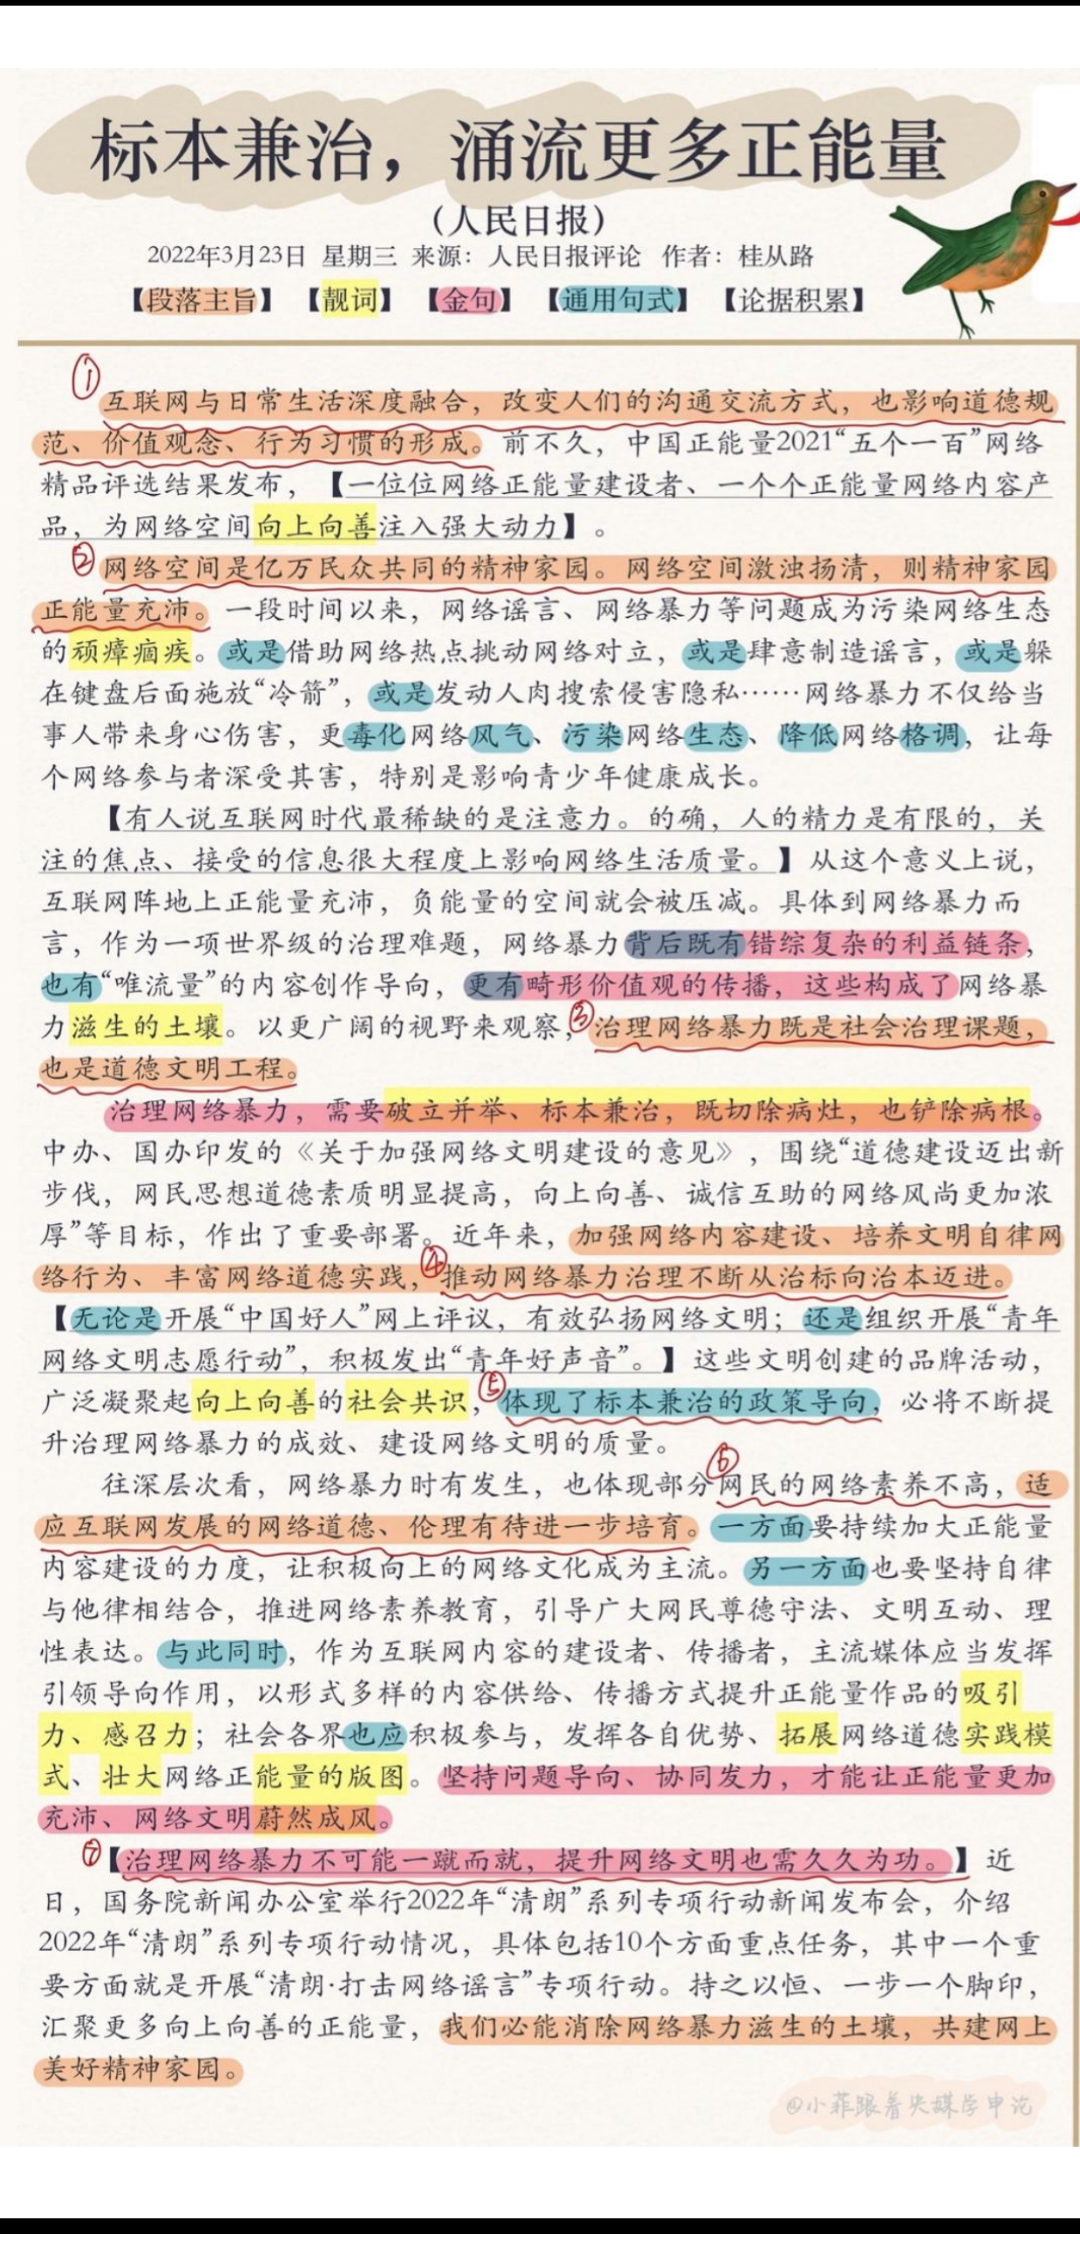 标本兼治，涌流更多正能量
（人民日报）
2022年3月23日 星期三 来源：人民日报评论 作者：桂从路
【段落主旨】 【靓词】 【金句】 【通用句式】 【论据积累】
①
互联网与日常生活深度融合，改变人们的沟通交流方式，也影响道德规
范、价值观念、行为习惯的形成。前不久，中国正能量2021“五个一百”网络
精品评选结果发布，【一位位网络正能量建设者、一个个正能量网络内容产
品，为网络空间向上向善注入强大动力】。
②网络空间是亿万民众共同的精神家园。网络空间激浊扬清，则精神家园
正能量充沛。一段时间以来，网络谣言、网络暴力等问题成为污染网络生态
的顽瘴痼疾。或是借助网络热点挑动网络对立，或是肆意制造谣言，或是躲
在键盘后面施放“冷箭”，或是发动人肉搜索侵害隐私……网络暴力不仅给当
事人带来身心伤害，更毒化网络风气、污染网络生态、降低网络格调，让每
个网络参与者深受其害，特别是影响青少年健康成长。
【有人说互联网时代最稀缺的是注意力。的确，人的精力是有限的，关
注的焦点、接受的信息很大程度上影响网络生活质量。】从这个意义上说，
互联网阵地上正能量充沛，负能量的空间就会被压减。具体到网络暴力而
言，作为一项世界级的治理难题，网络暴力背后既有错综复杂的利益链条，
也有“唯流量”的内容创作导向，更有畸形价值观的传播，这些构成了网络暴
力滋生的土壤。以更广阔的视野来观察，③治理网络暴力既是社会治理课题，
也是道德文明工程。
治理网络暴力，需要破立并举、标本兼治，既切除病灶，也铲除病根。
中办、国办印发的《关于加强网络文明建设的意见》，围绕“道德建设迈出新
步伐，网民思想道德素质明显提高，向上向善、诚信互助的网络风尚更加浓
厚”等目标，作出了重要部署。近年来，加强网络内容建设、培养文明自律网
络行为、丰富网络道德实践，④推动网络暴力治理不断从治标向治本迈进。
【无论是开展“中国好人”网上评议，有效弘扬网络文明；还是组织开展“青年
网络文明志愿行动”，积极发出“青年好声音”。】这些文明创建的品牌活动，
广泛凝聚起向上向善的社会共识，⑤体现了标本兼治的政策导向，必将不断提
升治理网络暴力的成效、建设网络文明的质量。
往深层次看，网络暴力时有发生，也体现部分⑥网民的网络素养不高，适
应互联网发展的网络道德、伦理有待进一步培育。一方面要持续加大正能量
内容建设的力度，让积极向上的网络文化成为主流。另一方面也要坚持自律
与他律相结合，推进网络素养教育，引导广大网民尊德守法、文明互动、理
性表达。与此同时，作为互联网内容的建设者、传播者，主流媒体应当发挥
引领导向作用，以形式多样的内容供给、传播方式提升正能量作品的吸引
力、感召力；社会各界也应积极参与，发挥各自优势、拓展网络道德实践模
式、壮大网络正能量的版图。坚持问题导向、协同发力，才能让正能量更加
充沛、网络文明蔚然成风。
⑦【治理网络暴力不可能一蹴而就，提升网络文明也需久久为功。】近
日，国务院新闻办公室举行2022年“清朗”系列专项行动新闻发布会，介绍
2022年“清朗”系列专项行动情况，具体包括10个方面重点任务，其中一个重
要方面就是开展“清朗·打击网络谣言”专项行动。持之以恒、一步一个脚印，
汇聚更多向上向善的正能量，我们必能消除网络暴力滋生的土壤，共建网上
美好精神家园。
@小菲跟着央媒学申论